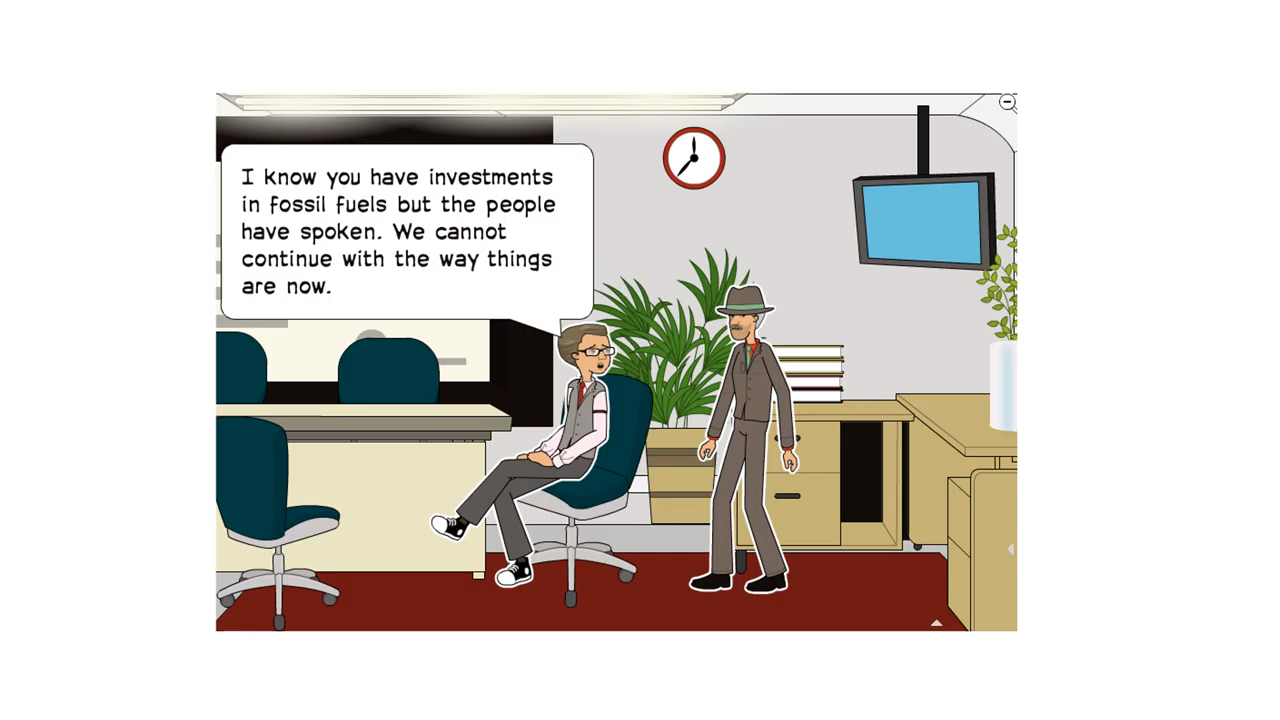 I know you have investments
in fossil fuels but the people
have spoken. We cannot
continue with the way things
are now.